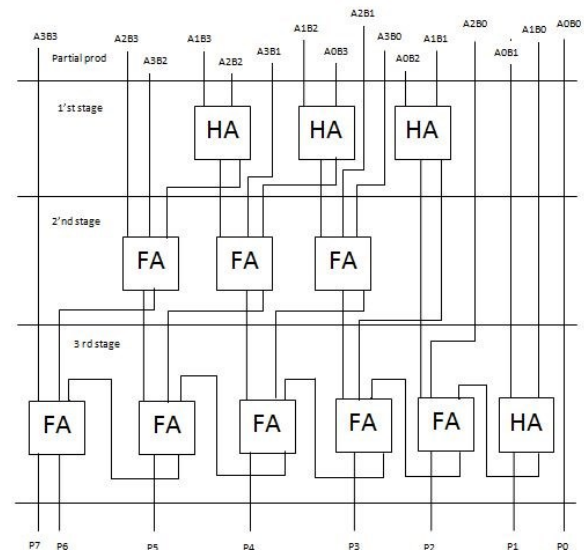 A3B3
A2B3
A1B3
A1B2
A2B1
A2B0
A1B0
A0B0
Partial prod
A3B2
A2B2
A3B1
A0B3
A3B0
A0B2
A1B1
A0B1
1'st stage
HA
HA
HA
2'nd stage
FA
FA
FA
3 rd stage
FA
FA
FA
FA
FA
HA
P7
P6
P5
P4
P3
P2
P1
P0